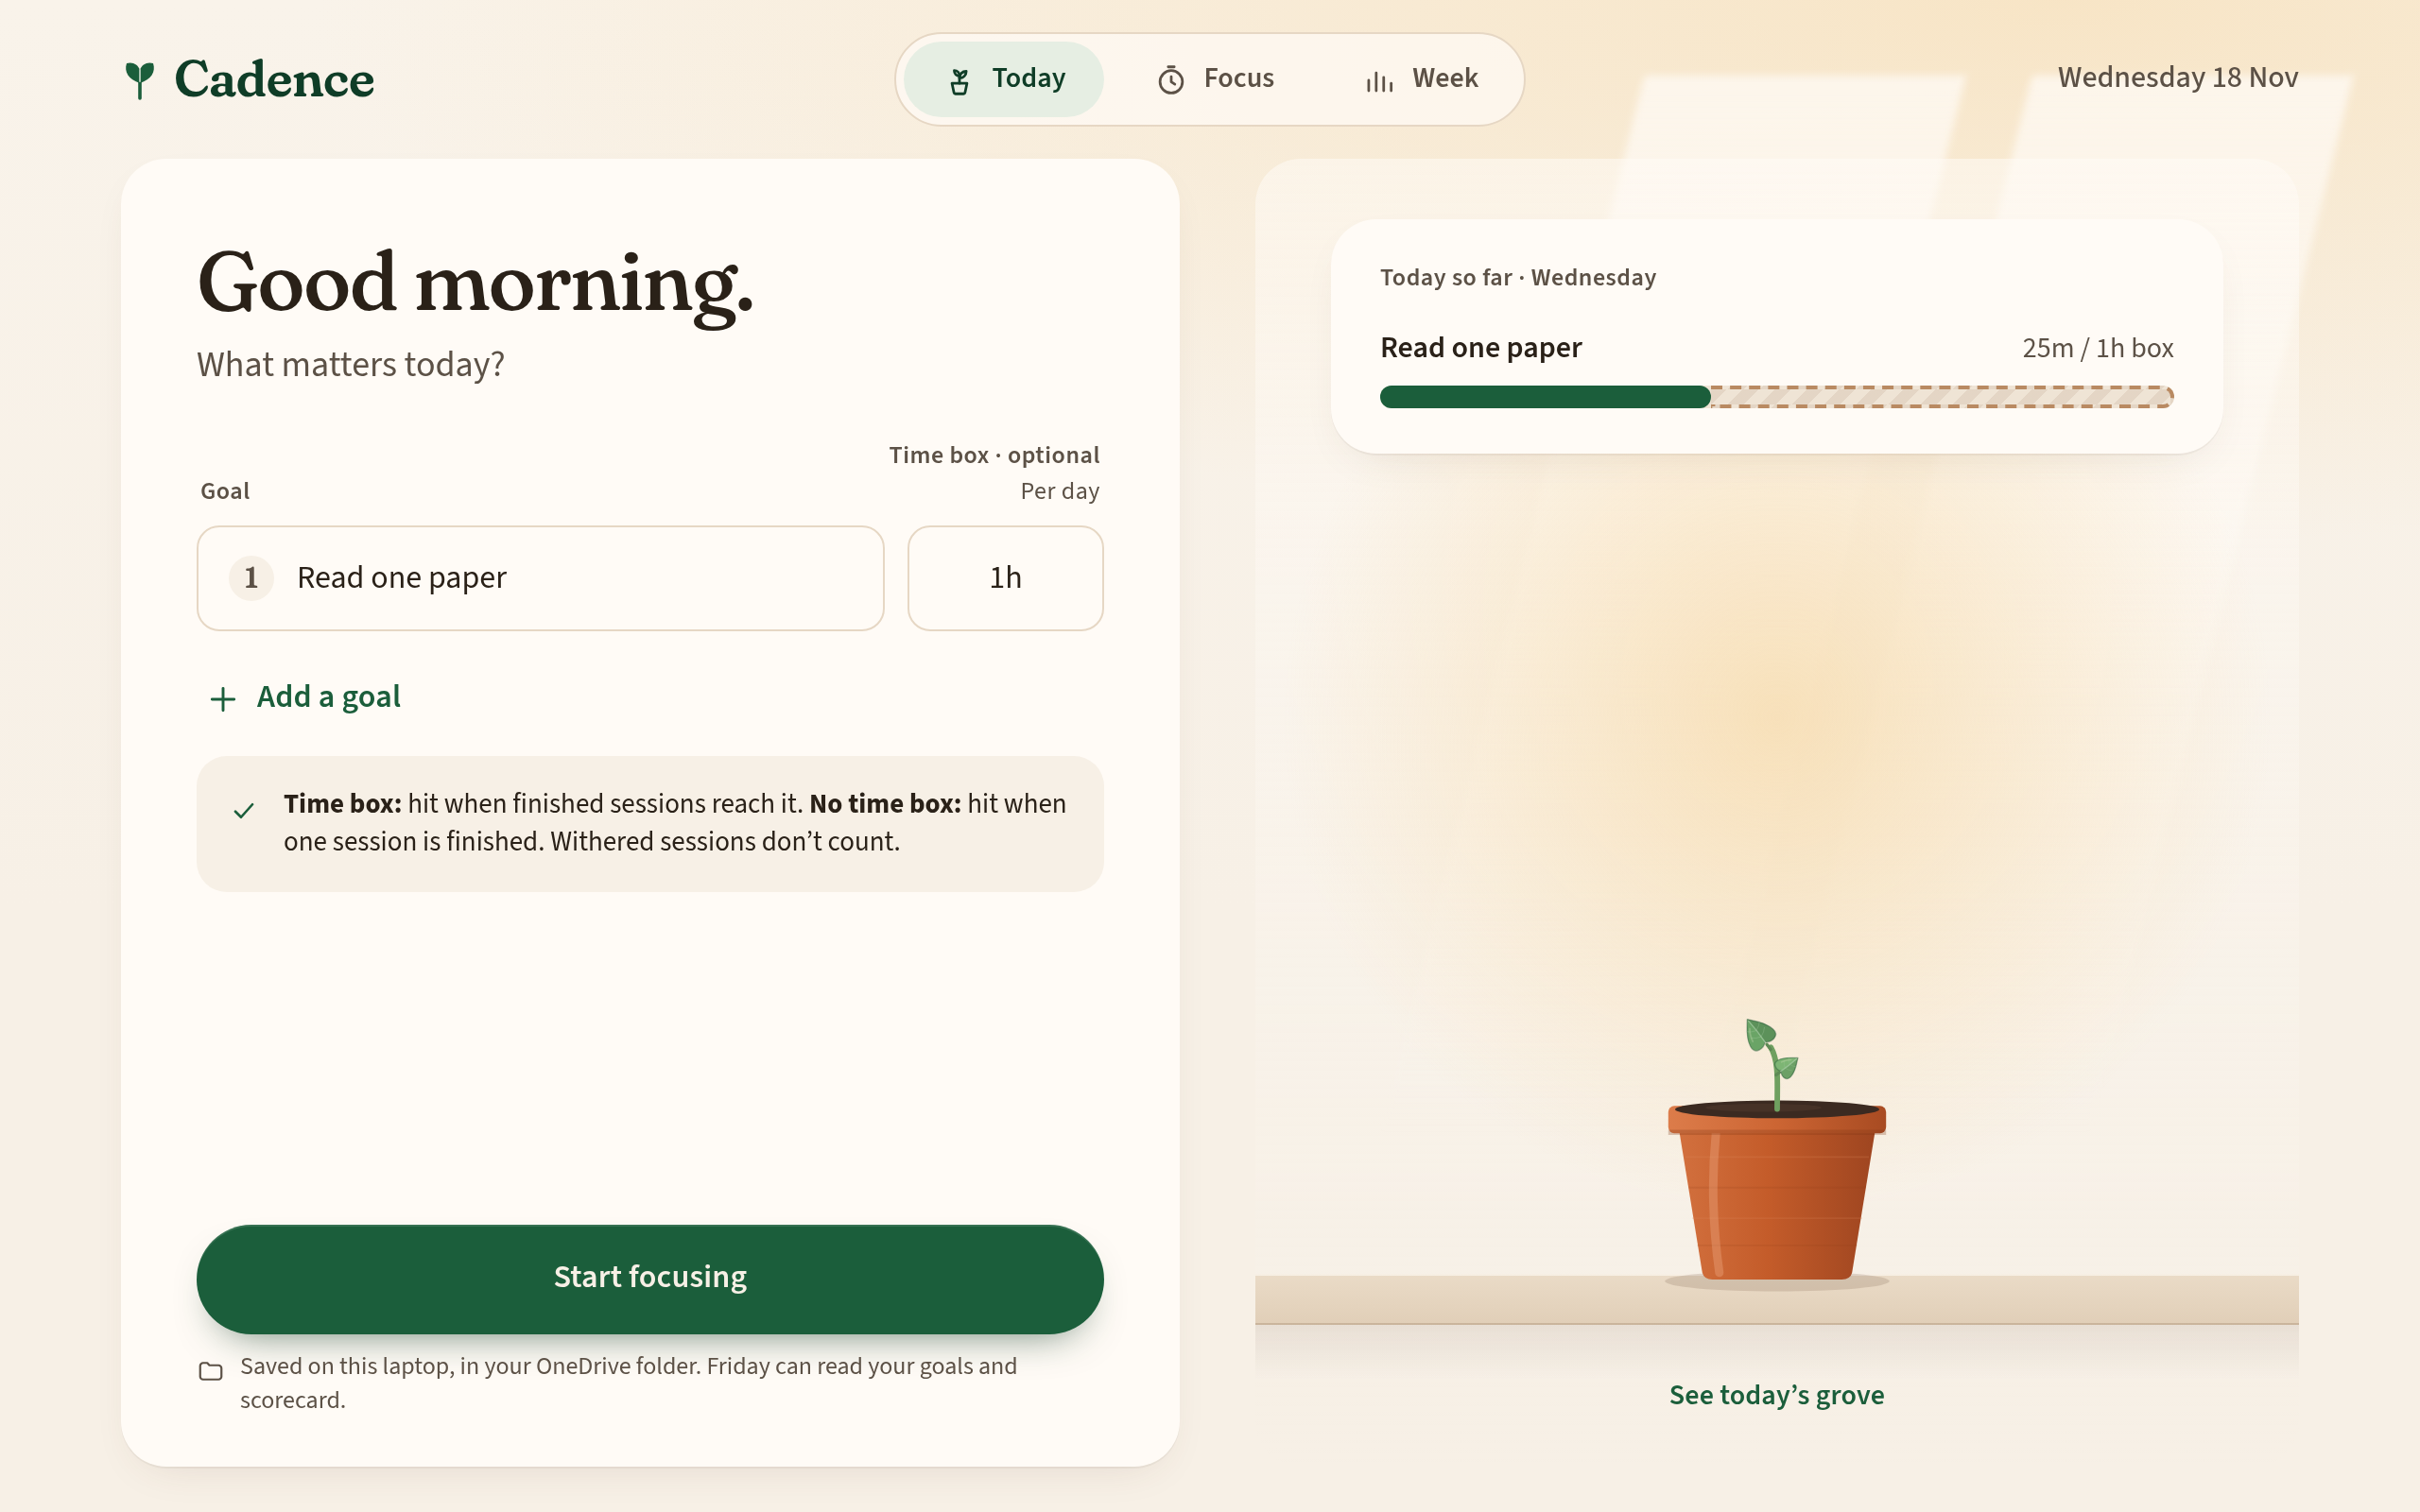 Cadence
Today
Focus
Week
Wednesday 18 Nov
Good morning.
What matters today?
Time box · optional
Goal
Per day
1 Read one paper
1h
Add a goal
Time box: hit when finished sessions reach it. No time box: hit when
one session is finished. Withered sessions don’t count.
Start focusing
Saved on this laptop, in your OneDrive folder. Friday can read your goals and
scorecard.
Today so far · Wednesday
Read one paper
25m / 1h box
See today’s grove